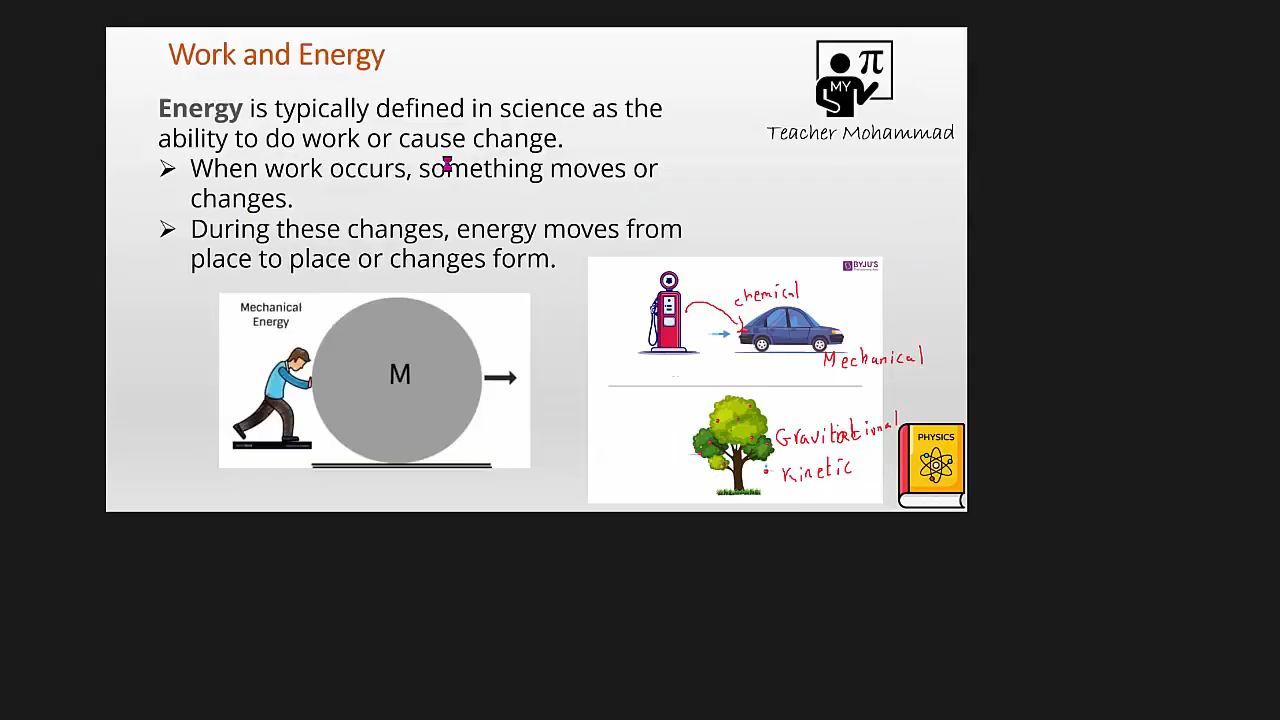 Work and Energy
π
MY
Teacher Mohammad
Energy is typically defined in science as the
ability to do work or cause change.
➢ When work occurs, something moves or
changes.
➢ During these changes, energy moves from
place to place or changes form.
Mechanical
Energy
M
BYJU'S
chemical
Mechanical
Gravitational
Kinetic
PHYSICS